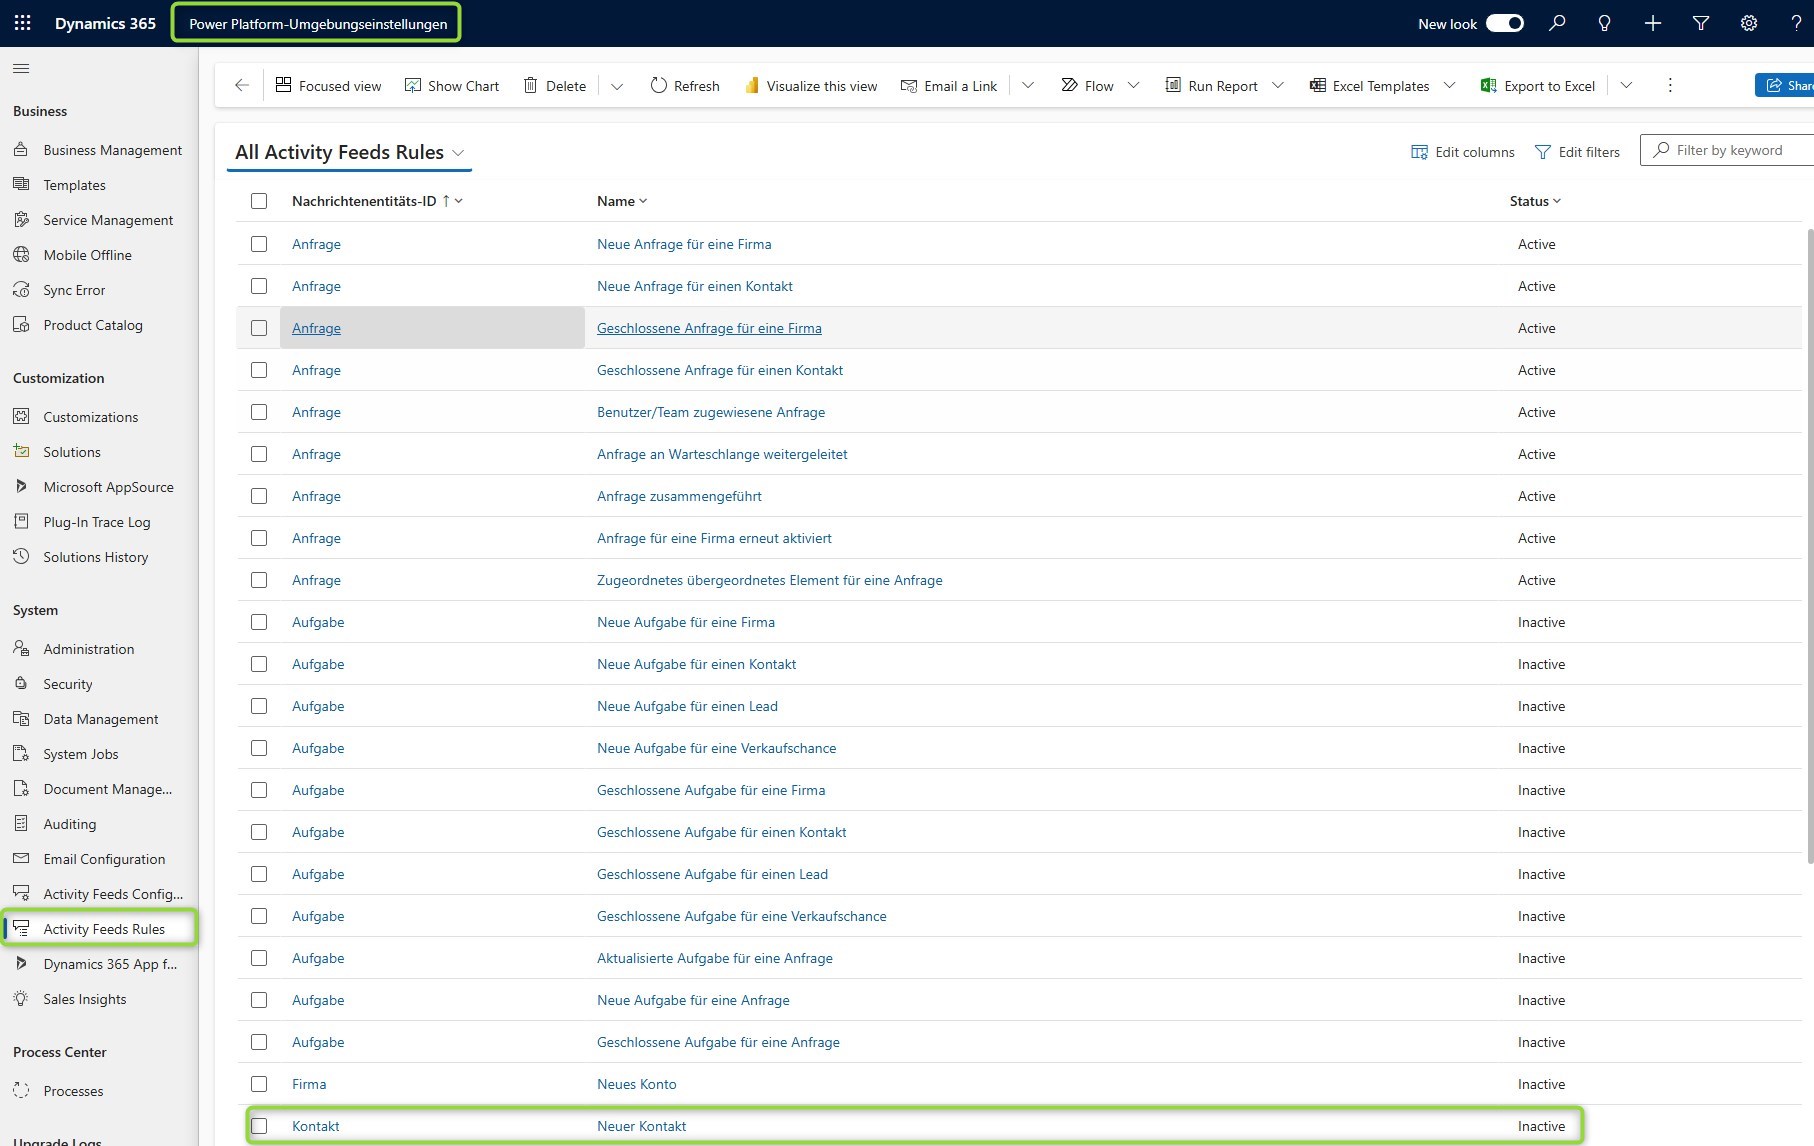 Dynamics 365 Power Platform-Umgebungseinstellungen New look
Focused view Show Chart Delete Refresh Visualize this view Email a Link Flow Run Report Excel Templates Export to Excel Share
Business
Business Management
Templates
Service Management
Mobile Offline
Sync Error
Product Catalog
Customization
Customizations
Solutions
Microsoft AppSource
Plug-In Trace Log
Solutions History
System
Administration
Security
Data Management
System Jobs
Document Manage...
Auditing
Email Configuration
Activity Feeds Config...
Activity Feeds Rules
Dynamics 365 App f...
Sales Insights
Process Center
Processes
Upgrade Logs
All Activity Feeds Rules Edit columns Edit filters Filter by keyword
Nachrichtenentitäts-ID ↑ Name Status
Anfrage Neue Anfrage für eine Firma Active
Anfrage Neue Anfrage für einen Kontakt Active
Anfrage Geschlossene Anfrage für eine Firma Active
Anfrage Geschlossene Anfrage für einen Kontakt Active
Anfrage Benutzer/Team zugewiesene Anfrage Active
Anfrage Anfrage an Warteschlange weitergeleitet Active
Anfrage Anfrage zusammengeführt Active
Anfrage Anfrage für eine Firma erneut aktiviert Active
Anfrage Zugeordnetes übergeordnetes Element für eine Anfrage Active
Aufgabe Neue Aufgabe für eine Firma Inactive
Aufgabe Neue Aufgabe für einen Kontakt Inactive
Aufgabe Neue Aufgabe für einen Lead Inactive
Aufgabe Neue Aufgabe für eine Verkaufschance Inactive
Aufgabe Geschlossene Aufgabe für eine Firma Inactive
Aufgabe Geschlossene Aufgabe für einen Kontakt Inactive
Aufgabe Geschlossene Aufgabe für einen Lead Inactive
Aufgabe Geschlossene Aufgabe für eine Verkaufschance Inactive
Aufgabe Aktualisierte Aufgabe für eine Anfrage Inactive
Aufgabe Neue Aufgabe für eine Anfrage Inactive
Aufgabe Geschlossene Aufgabe für eine Anfrage Inactive
Firma Neues Konto Inactive
Kontakt Neuer Kontakt Inactive